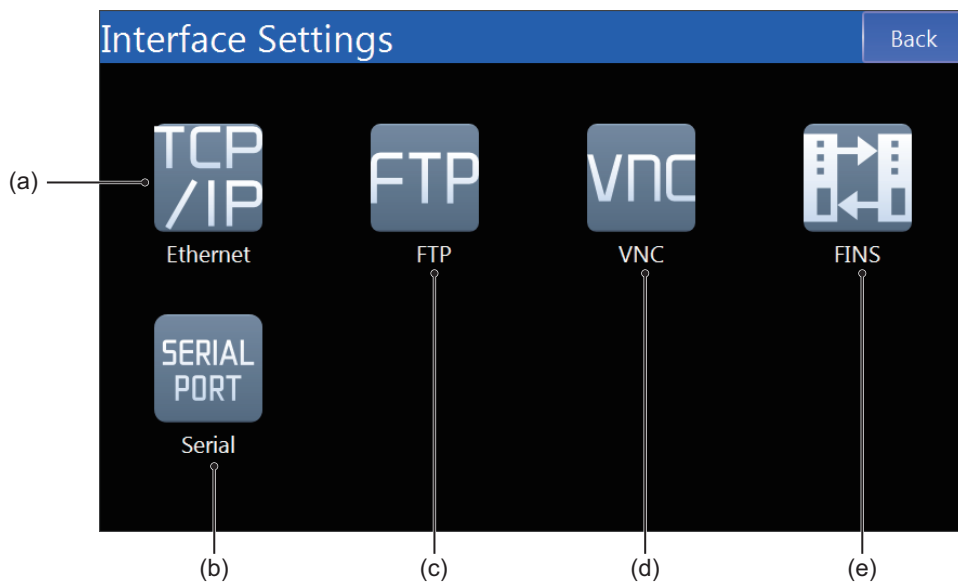 Interface Settings
Back
TCP
/IP
FTP
VNC
(a)
Ethernet
FTP
VNC
FINS
SERIAL
PORT
Serial
(b)
(c)
(d)
(e)